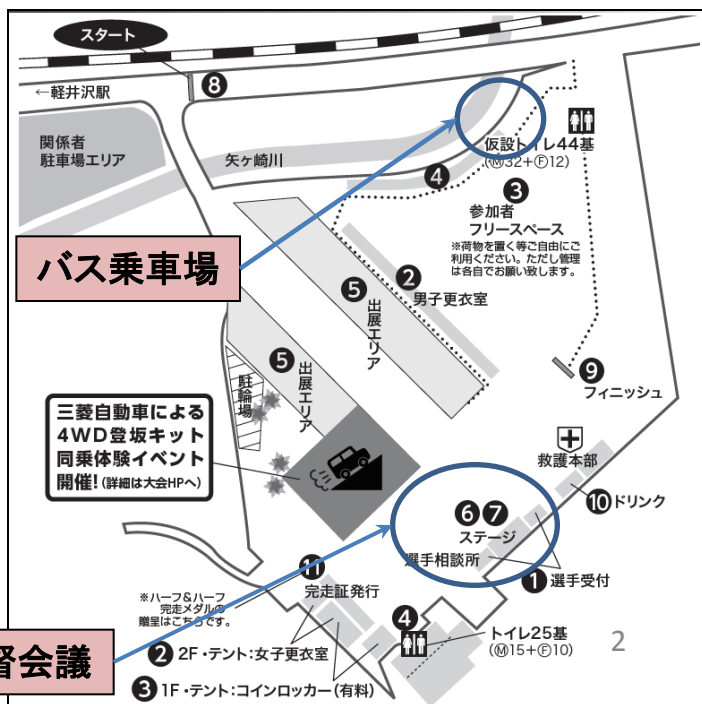 スタート
8
←軽井沢駅
関係者
駐車場エリア
矢ヶ崎川
仮設トイレ44基
(Ⓜ32+Ⓕ12)
4
3
参加者
フリースペース
※荷物を置く等ご自由にご
利用ください。ただし管理
は各自でお願い致します。
バス乗車場
2
男子更衣室
5
出展エリア
5
出展エリア
駐輪場
9
フィニッシュ
三菱自動車による
4WD登坂キット
同乗体験イベント
開催!(詳細は大会HPへ)
救護本部
10 ドリンク
6 7
ステージ
選手相談所
1 選手受付
11
完走証発行
※ハーフ&ハーフ
完走メダルの
贈呈はこちらです。
4
トイレ25基
(Ⓜ15+Ⓕ10)
2
督会議
2 2F・テント:女子更衣室
3 1F・テント:コインロッカー(有料)